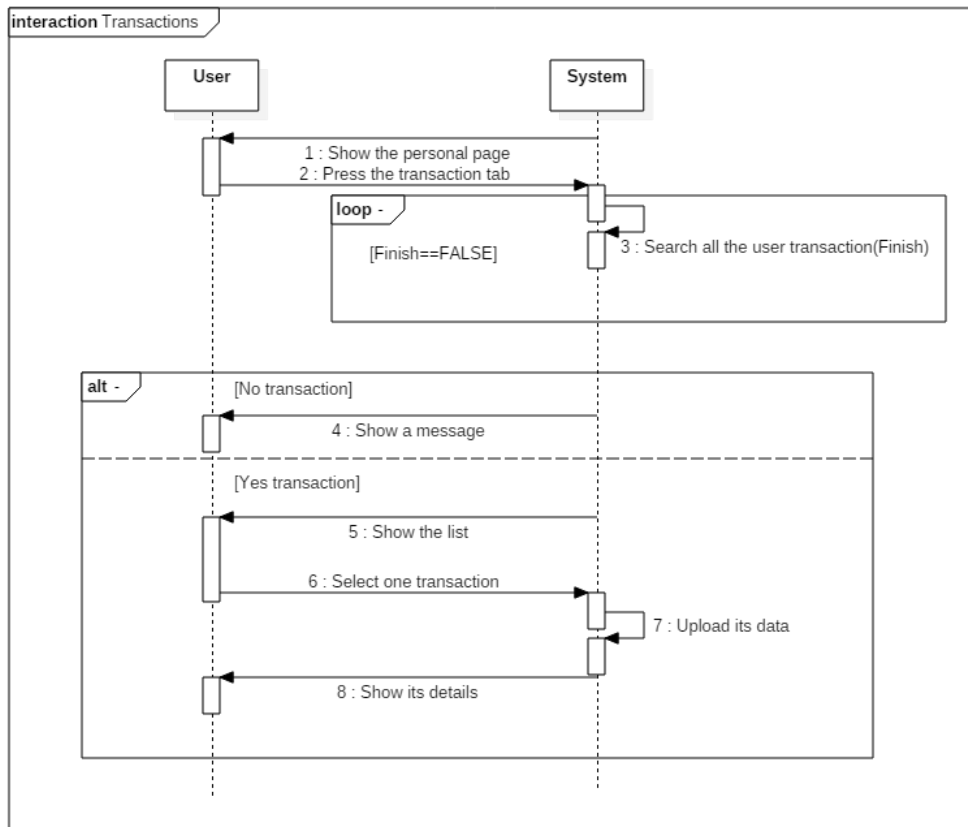 interaction Transactions
User
System
1 : Show the personal page
2 : Press the transaction tab
loop -
[Finish==FALSE]
3 : Search all the user transaction(Finish)
alt -
[No transaction]
4 : Show a message
[Yes transaction]
5 : Show the list
6 : Select one transaction
7 : Upload its data
8 : Show its details